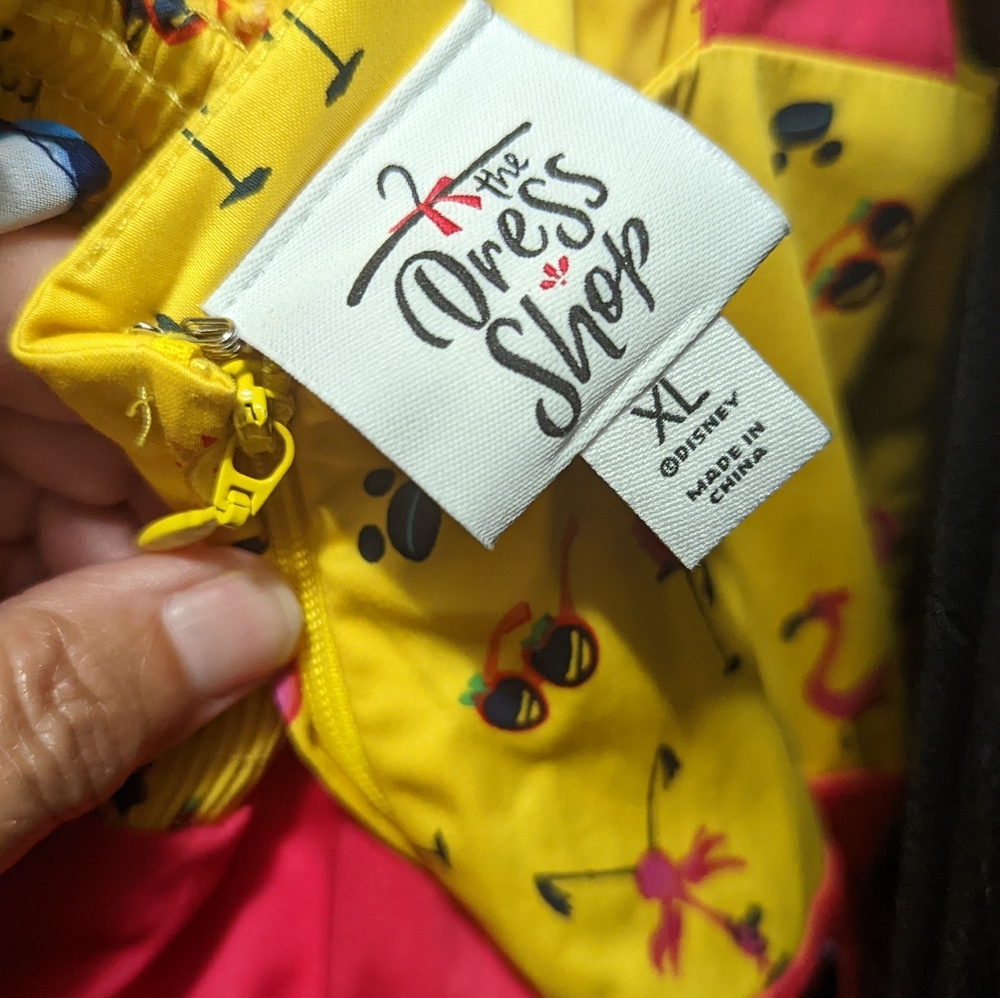 the
Dress
Shop
XL
©DISNEY
MADE IN
CHINA